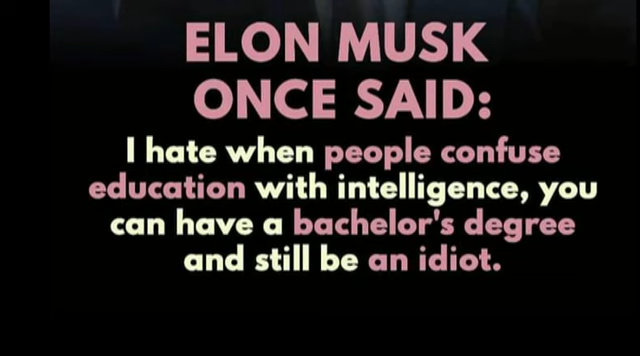 ELON MUSK
ONCE SAID:
I hate when people confuse
education with intelligence, you
can have a bachelor's degree
and still be an idiot.